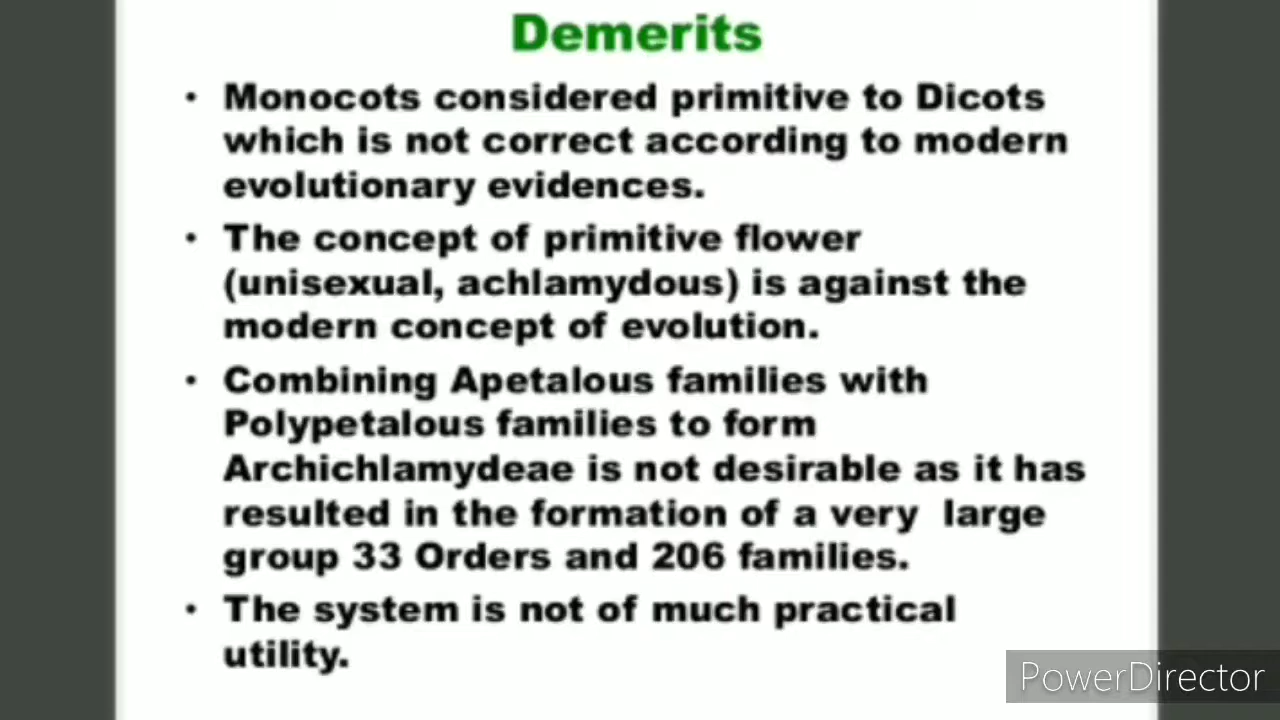 Demerits
• Monocots considered primitive to Dicots
which is not correct according to modern
evolutionary evidences.
• The concept of primitive flower
(unisexual, achlamydous) is against the
modern concept of evolution.
• Combining Apetalous families with
Polypetalous families to form
Archichlamydeae is not desirable as it has
resulted in the formation of a very large
group 33 Orders and 206 families.
• The system is not of much practical
utility.
PowerDirector